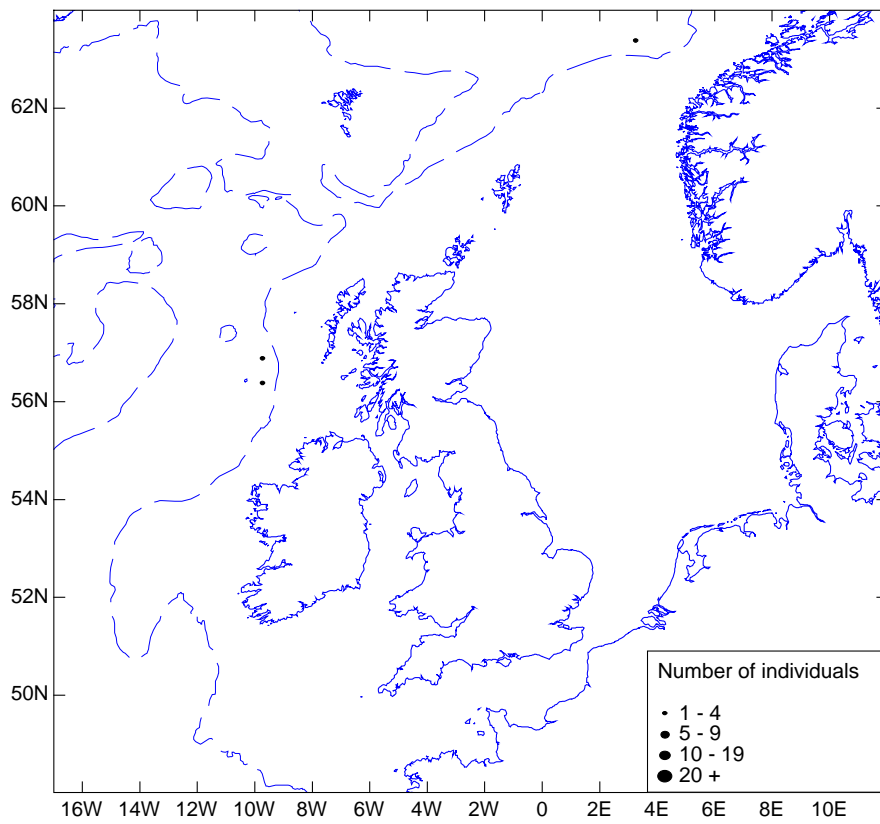 62N
60N
58N
56N
54N
52N
50N
Number of individuals
1 - 4
5 - 9
10 - 19
20 +
16W 14W 12W 10W 8W 6W 4W 2W 0 2E 4E 6E 8E 10E